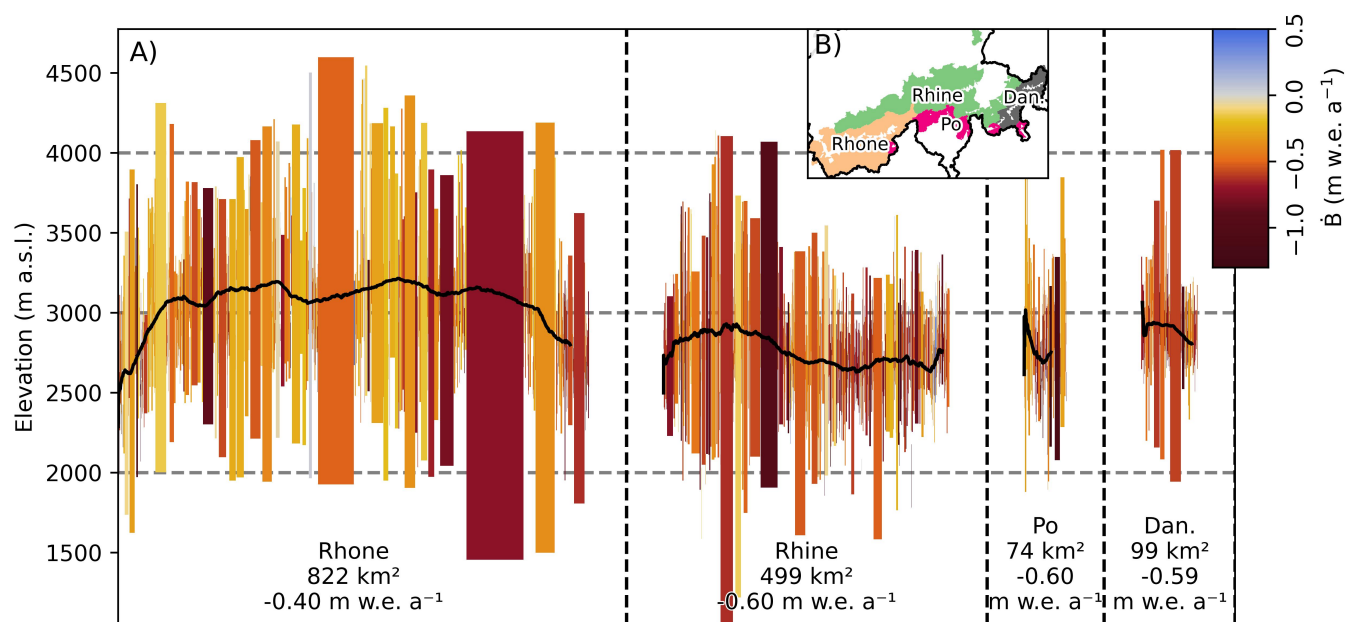 A)
B)
Rhine
Dan.
Po
Rhone
4500
4000
3500
3000
2500
2000
1500
Elevation (m a.s.l.)
0.5
0.0
−0.5
−1.0
Ḃ (m w.e. a⁻¹)
Rhone
822 km²
-0.40 m w.e. a⁻¹
Rhine
499 km²
-0.60 m w.e. a⁻¹
Po
74 km²
-0.60
m w.e. a⁻¹
Dan.
99 km²
-0.59
m w.e. a⁻¹